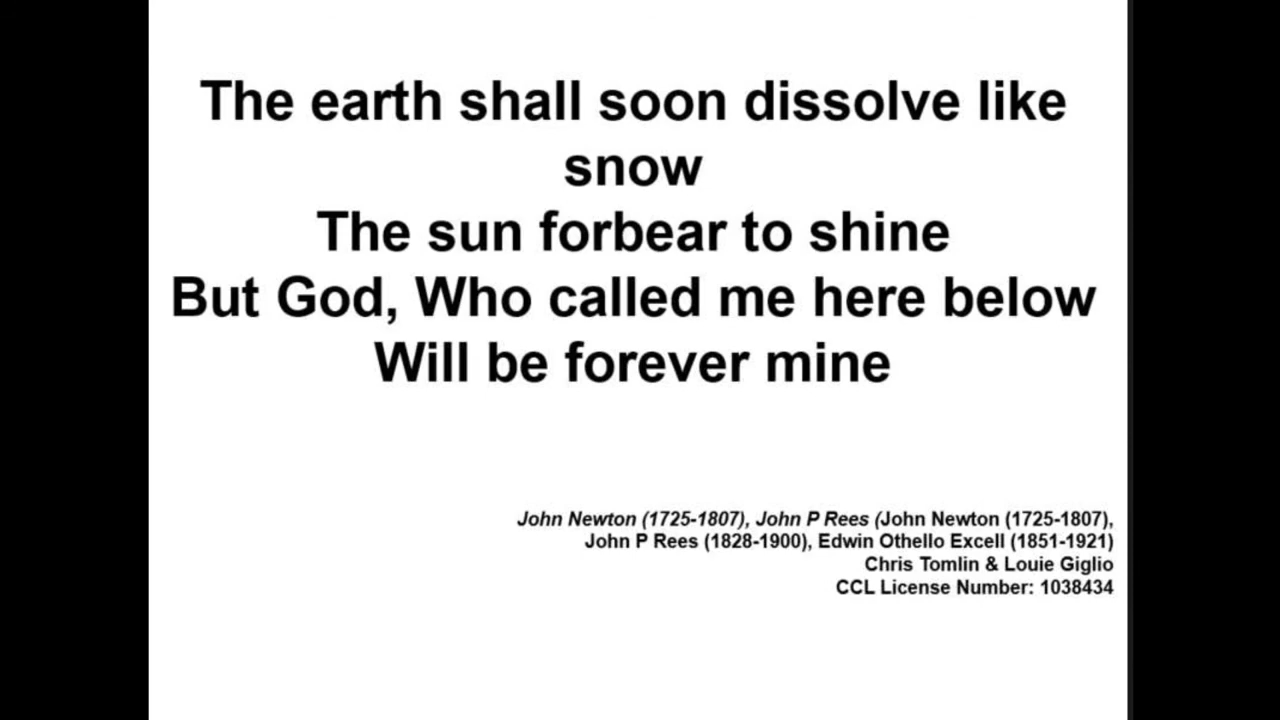 The earth shall soon dissolve like
snow
The sun forbear to shine
But God, Who called me here below
Will be forever mine
John Newton (1725-1807), John P Rees (John Newton (1725-1807),
John P Rees (1828-1900), Edwin Othello Excell (1851-1921)
Chris Tomlin & Louie Giglio
CCL License Number: 1038434